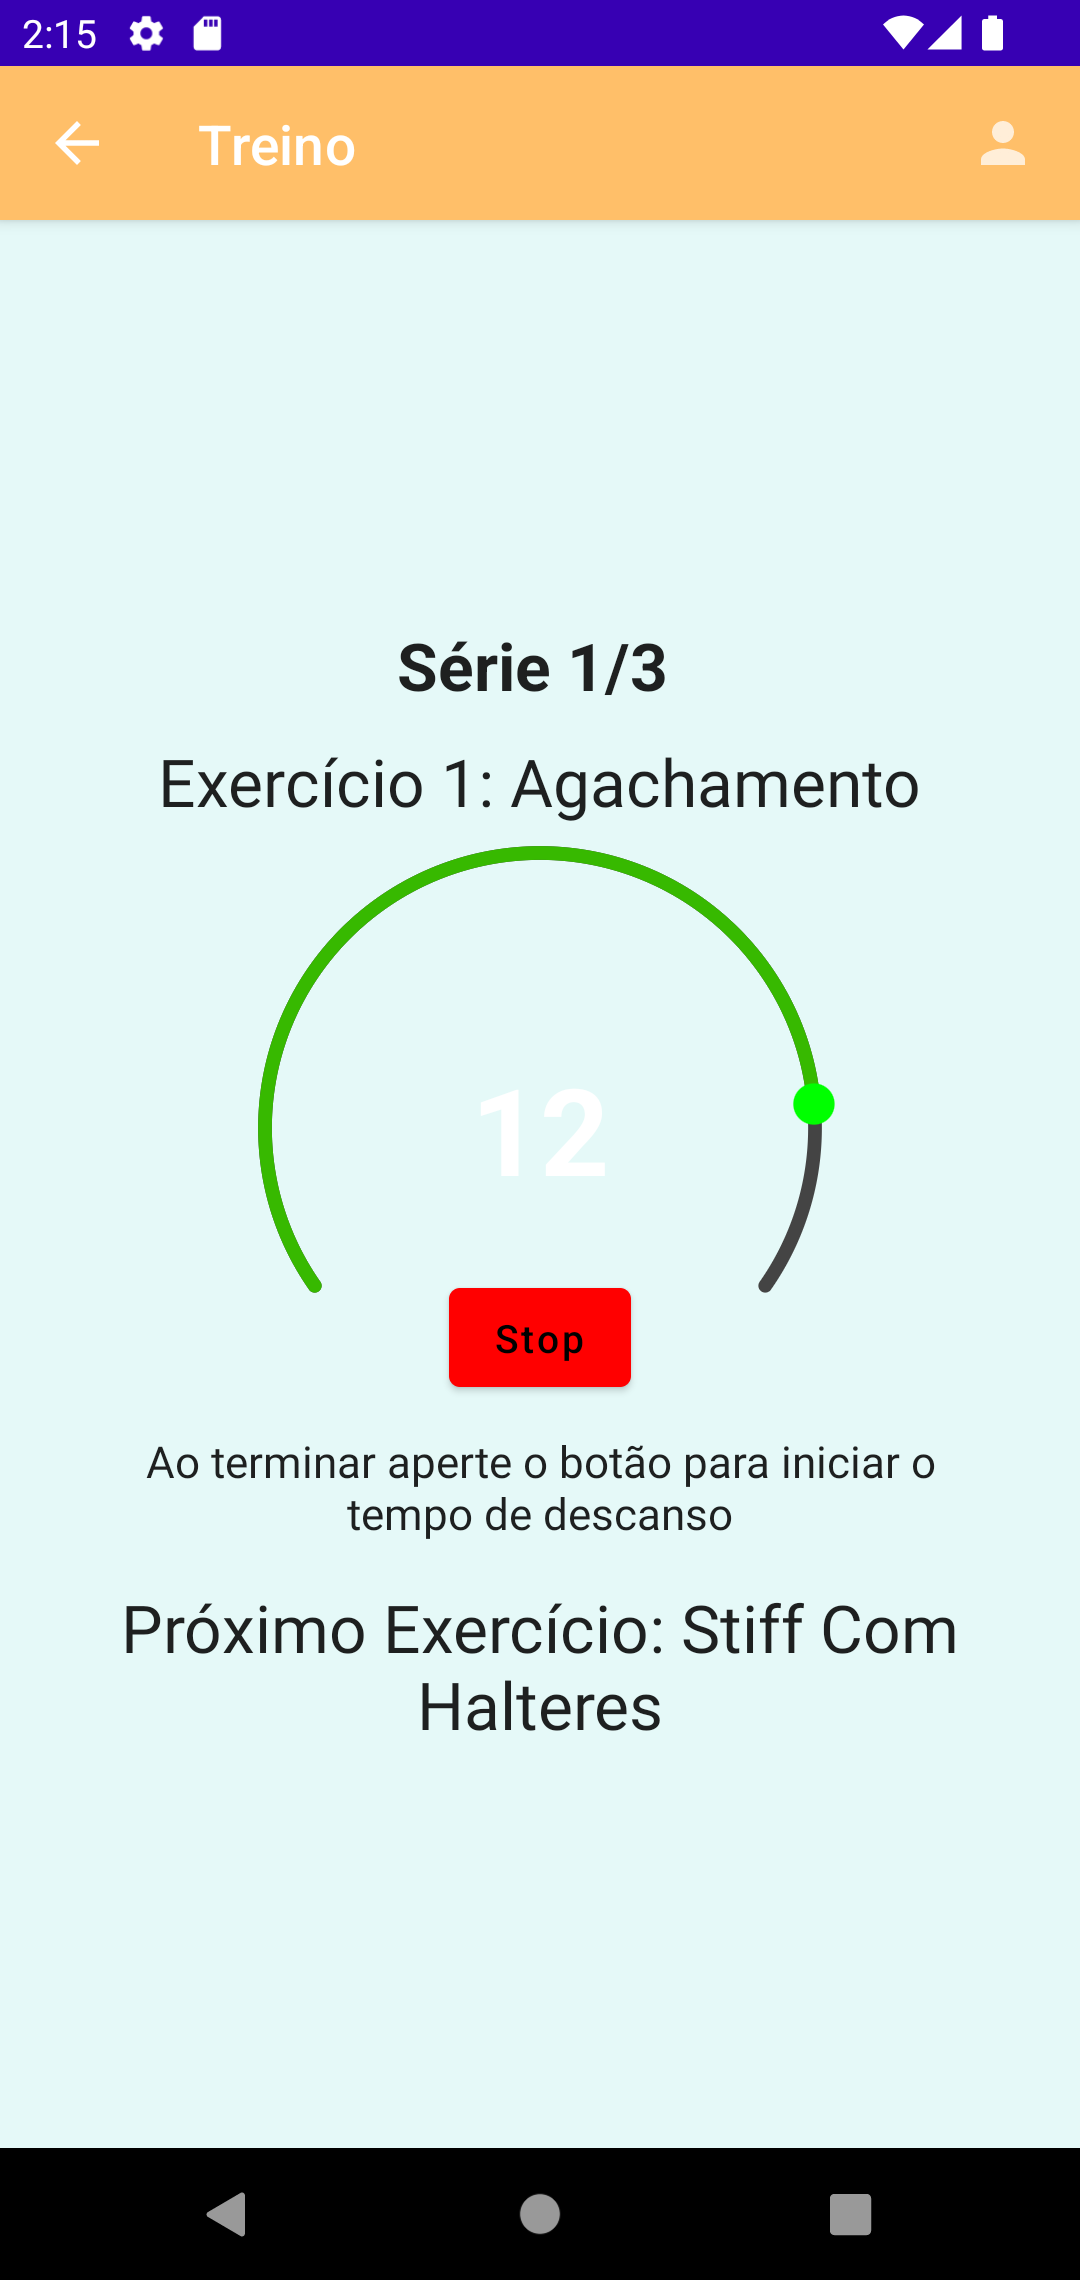 2:15
Treino
Série 1/3
Exercício 1: Agachamento
12
Stop
Ao terminar aperte o botão para iniciar o
tempo de descanso
Próximo Exercício: Stiff Com
Halteres